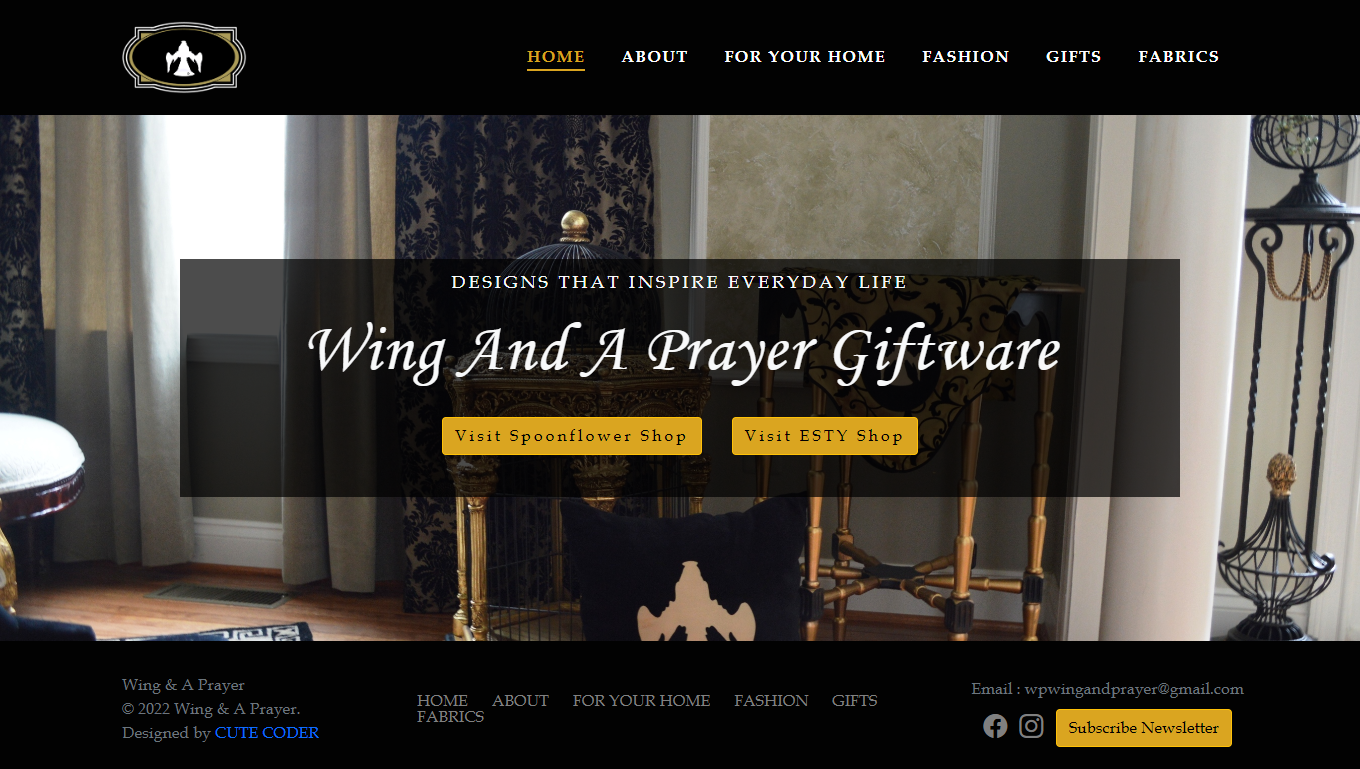 HOME ABOUT FOR YOUR HOME FASHION GIFTS FABRICS
DESIGNS THAT INSPIRE EVERYDAY LIFE
Wing And A Prayer Giftware
Visit Spoonflower Shop Visit ESTY Shop
Wing & A Prayer
© 2022 Wing & A Prayer.
Designed by CUTE CODER
HOME ABOUT FOR YOUR HOME FASHION GIFTS
FABRICS
Email : wpwingandprayer@gmail.com
Subscribe Newsletter